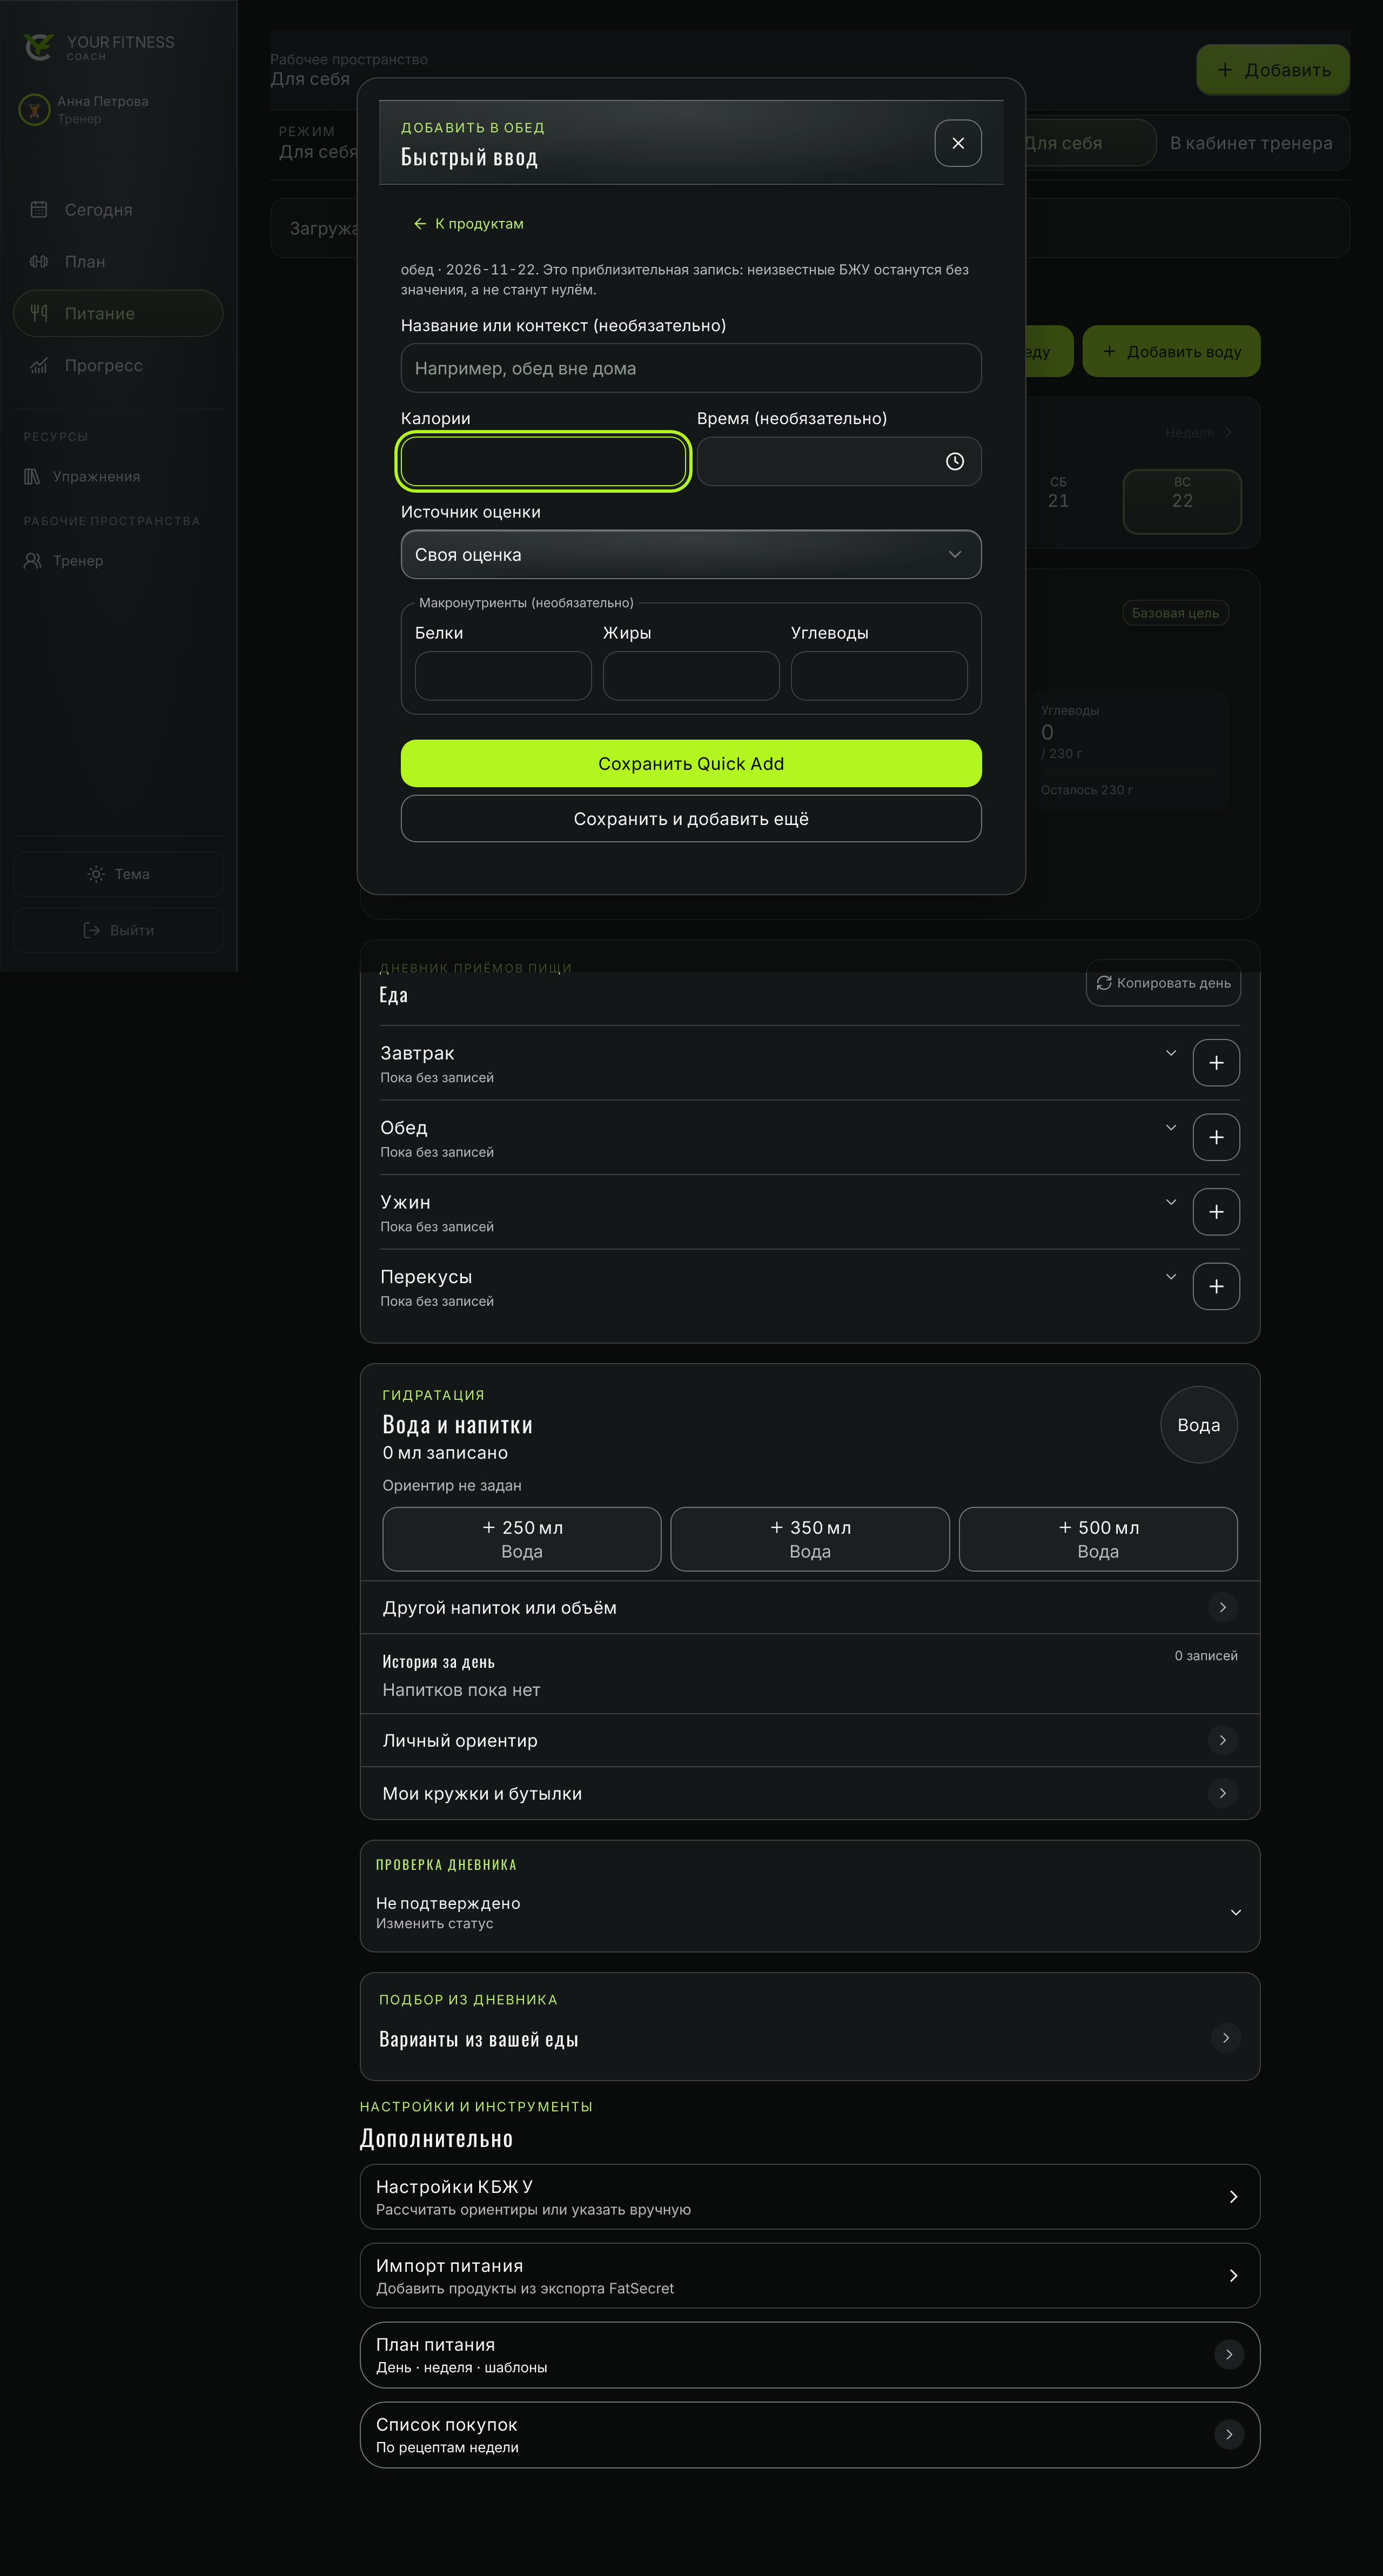 YOUR FITNESS
COACH
Анна Петрова
Тренер
Сегодня
План
Питание
Прогресс
РЕСУРСЫ
Упражнения
РАБОЧИЕ ПРОСТРАНСТВА
Тренер
Тема
Выйти
Рабочее пространство
Для себя
Добавить
РЕЖИМ
Для себя
Для себя
В кабинет тренера
Добавить воду
Неделя
СБ
21
ВС
22
Базовая цель
Углеводы
0
/ 230 г
Осталось 230 г
ДОБАВИТЬ В ОБЕД
Быстрый ввод
К продуктам
обед · 2026-11-22. Это приблизительная запись: неизвестные БЖУ останутся без
значения, а не станут нулём.
Название или контекст (необязательно)
Например, обед вне дома
Калории
Время (необязательно)
Источник оценки
Своя оценка
Макронутриенты (необязательно)
Белки
Жиры
Углеводы
Сохранить Quick Add
Сохранить и добавить ещё
ДНЕВНИК ПРИЁМОВ ПИЩИ
Еда
Копировать день
Завтрак
Пока без записей
Обед
Пока без записей
Ужин
Пока без записей
Перекусы
Пока без записей
ГИДРАТАЦИЯ
Вода и напитки
0 мл записано
Вода
Ориентир не задан
+ 250 мл
Вода
+ 350 мл
Вода
+ 500 мл
Вода
Другой напиток или объём
История за день
0 записей
Напитков пока нет
Личный ориентир
Мои кружки и бутылки
ПРОВЕРКА ДНЕВНИКА
Не подтверждено
Изменить статус
ПОДБОР ИЗ ДНЕВНИКА
Варианты из вашей еды
НАСТРОЙКИ И ИНСТРУМЕНТЫ
Дополнительно
Настройки КБЖУ
Рассчитать ориентиры или указать вручную
Импорт питания
Добавить продукты из экспорта FatSecret
План питания
День · неделя · шаблоны
Список покупок
По рецептам недели